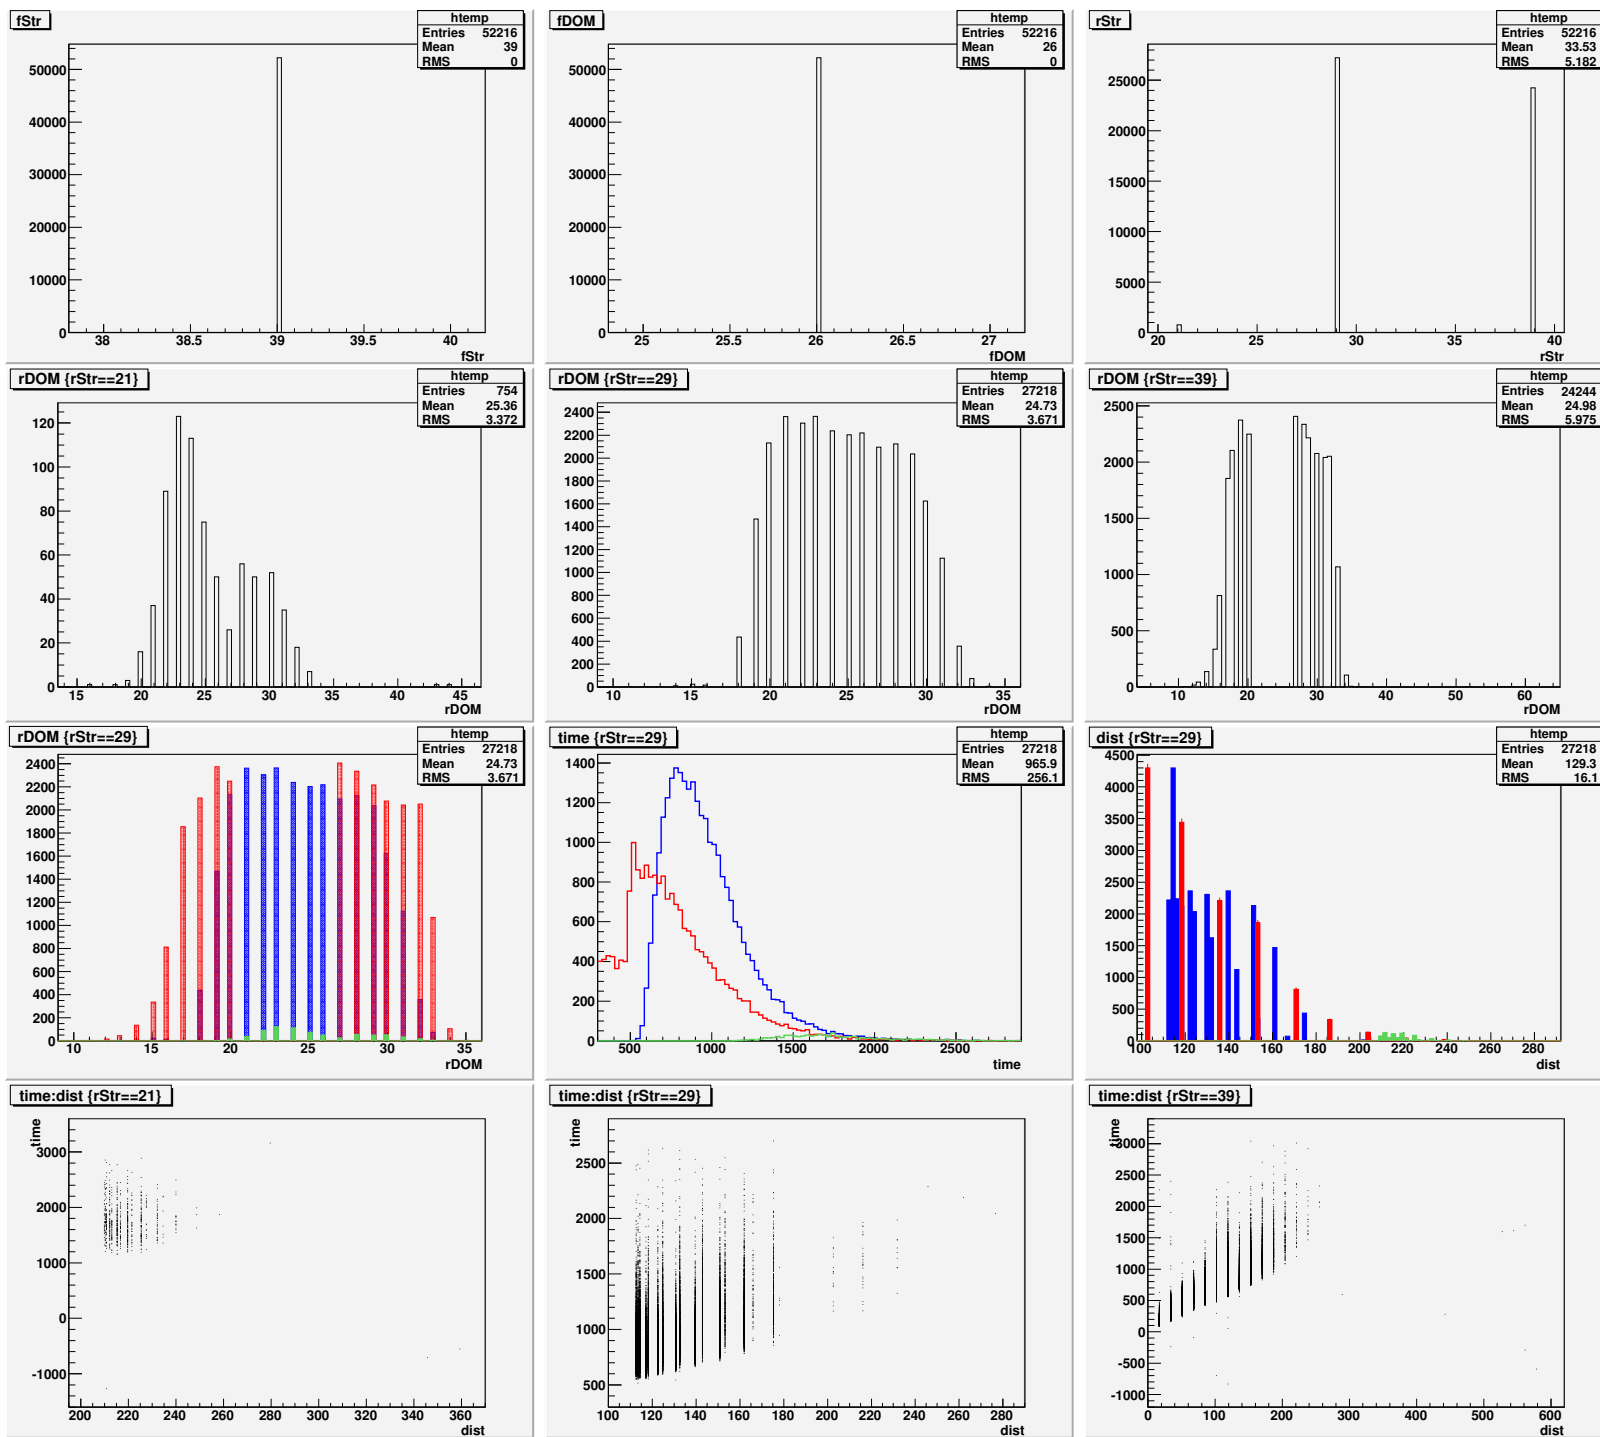 fStr
htemp
Entries 52216
Mean 39
RMS 0
50000
40000
30000
20000
10000
0
38 38.5 39 39.5 40
fStr
fDOM
htemp
Entries 52216
Mean 26
RMS 0
50000
40000
30000
20000
10000
0
25 25.5 26 26.5 27
fDOM
rStr
htemp
Entries 52216
Mean 33.53
RMS 5.182
25000
20000
15000
10000
5000
0
20 25 30 35 40
rStr
rDOM {rStr==21}
htemp
Entries 754
Mean 25.36
RMS 3.372
120
100
80
60
40
20
0
15 20 25 30 35 40 45
rDOM
rDOM {rStr==29}
htemp
Entries 27218
Mean 24.73
RMS 3.671
2400
2200
2000
1800
1600
1400
1200
1000
800
600
400
200
0
10 15 20 25 30 35
rDOM
rDOM {rStr==39}
htemp
Entries 24244
Mean 24.98
RMS 5.975
2500
2000
1500
1000
500
0
10 20 30 40 50 60
rDOM
rDOM {rStr==29}
htemp
Entries 27218
Mean 24.73
RMS 3.671
2400
2200
2000
1800
1600
1400
1200
1000
800
600
400
200
0
10 15 20 25 30 35
rDOM
time {rStr==29}
htemp
Entries 27218
Mean 965.9
RMS 256.1
1400
1200
1000
800
600
400
200
0
500 1000 1500 2000 2500
time
dist {rStr==29}
htemp
Entries 27218
Mean 129.3
RMS 16.1
4500
4000
3500
3000
2500
2000
1500
1000
500
0
100 120 140 160 180 200 220 240 260 280
dist
time:dist {rStr==21}
time
3000
2000
1000
0
-1000
200 220 240 260 280 300 320 340 360
dist
time:dist {rStr==29}
time
2500
2000
1500
1000
500
100 120 140 160 180 200 220 240 260 280
dist
time:dist {rStr==39}
time
3000
2500
2000
1500
1000
500
0
-500
-1000
0 100 200 300 400 500 600
dist